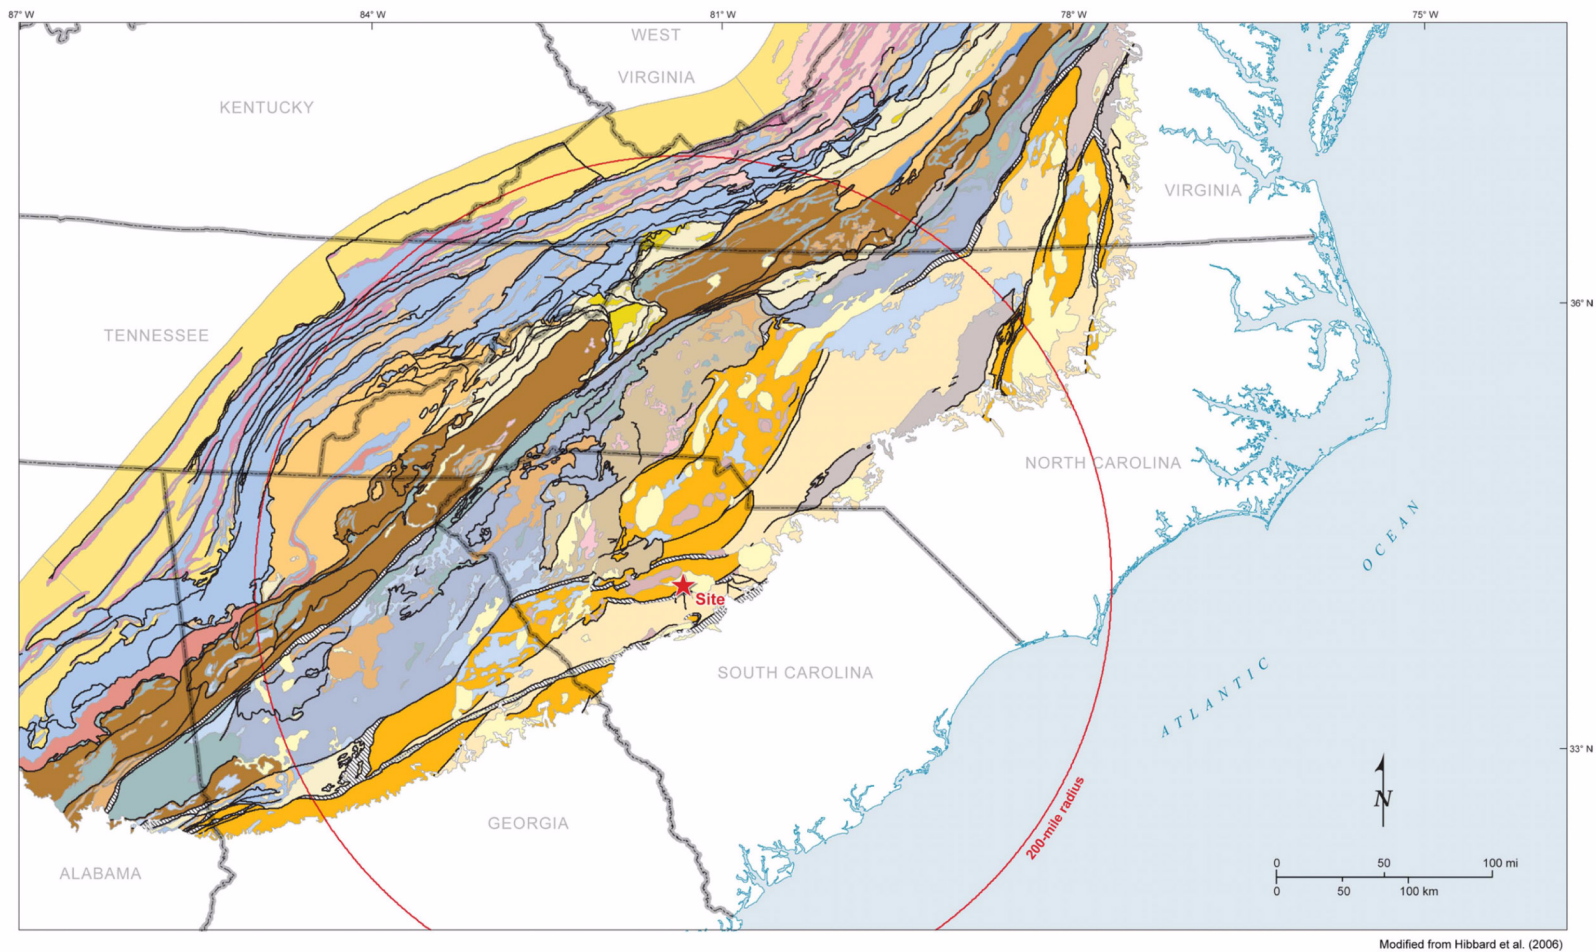 87° W
84° W
81° W
78° W
75° W
WEST
VIRGINIA
KENTUCKY
VIRGINIA
36° N
TENNESSEE
NORTH CAROLINA
OCEAN
Site
SOUTH CAROLINA
ATLANTIC
33° N
N
200-mile radius
GEORGIA
ALABAMA
0 50 100 mi
0 50 100 km
Modified from Hibbard et al. (2006)